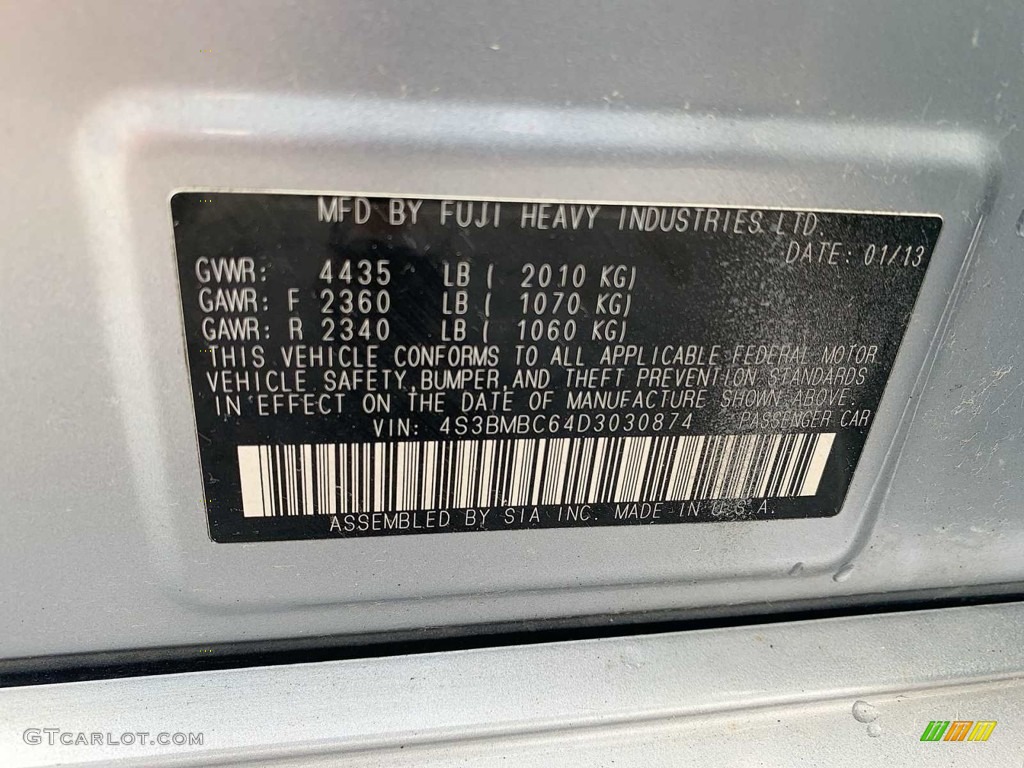 MFD BY FUJI HEAVY INDUSTRIES LTD.
DATE: 01/13
GVWR: 4435 LB ( 2010 KG)
GAWR: F 2360 LB ( 1070 KG)
GAWR: R 2340 LB ( 1060 KG)
THIS VEHICLE CONFORMS TO ALL APPLICABLE FEDERAL MOTOR
VEHICLE SAFETY,BUMPER,AND THEFT PREVENTION STANDARDS
IN EFFECT ON THE DATE OF MANUFACTURE SHOWN ABOVE.
VIN: 4S3BMBC64D3030874 PASSENGER CAR
ASSEMBLED BY SIA INC. MADE IN U.S.A.
GTCARLOT.COM